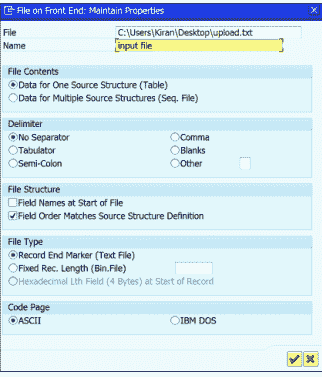 File on Front End: Maintain Properties
File C:\Users\Kiran\Desktop\upload.txt
Name input file
File Contents
Data for One Source Structure (Table)
Data for Multiple Source Structures (Seq. File)
Delimiter
No Separator Comma
Tabulator Blanks
Semi-Colon Other
File Structure
Field Names at Start of File
Field Order Matches Source Structure Definition
File Type
Record End Marker (Text File)
Fixed Rec. Length (Bin.File)
Hexadecimal Lth Field (4 Bytes) at Start of Record
Code Page
ASCII IBM DOS